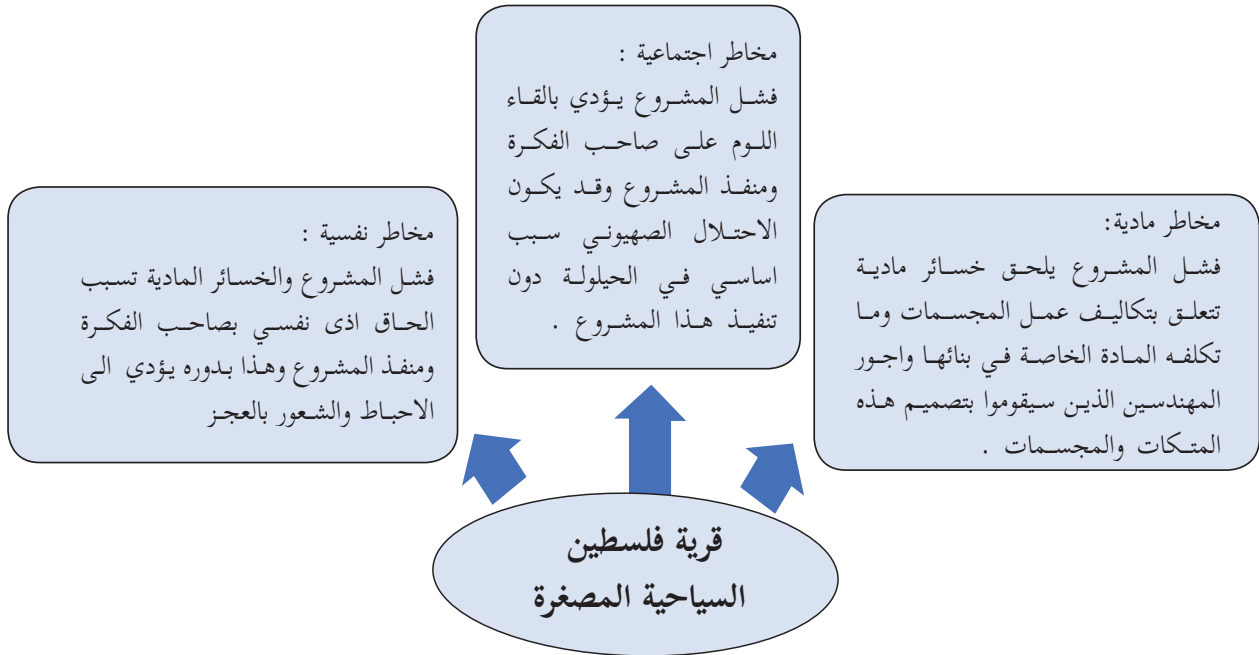 مخاطر اجتماعية :
فشل المشروع يؤدي بالقاء
اللوم على صاحب الفكرة
ومنفذ المشروع وقد يكون
الاحتلال الصهيوني سبب
اساسي في الحيلولة دون
تنفيذ هذا المشروع .
مخاطر مادية:
فشل المشروع يلحق خسائر مادية
تتعلق بتكاليف عمل المجسمات وما
تكلفه المادة الخاصة في بنائها واجور
المهندسين الذين سيقوموا بتصميم هذه
المتكات والمجسمات .
مخاطر نفسية :
فشل المشروع والخسائر المادية تسبب
الحاق اذى نفسي بصاحب الفكرة
ومنفذ المشروع وهذا بدوره يؤدي الى
الاحباط والشعور بالعجز
قرية فلسطين
السياحية المصغرة